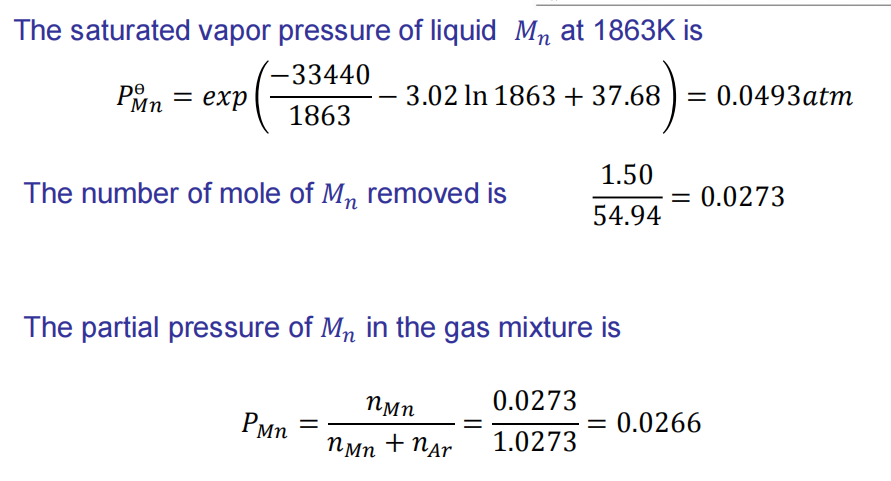 The saturated vapor pressure of liquid Mn at 1863K is
P^θ_Mn = exp(−33440/1863 − 3.02 ln 1863 + 37.68) = 0.0493atm
The number of mole of Mn removed is 1.50/54.94 = 0.0273
The partial pressure of Mn in the gas mixture is
P_Mn = n_Mn/(n_Mn + n_Ar) = 0.0273/1.0273 = 0.0266